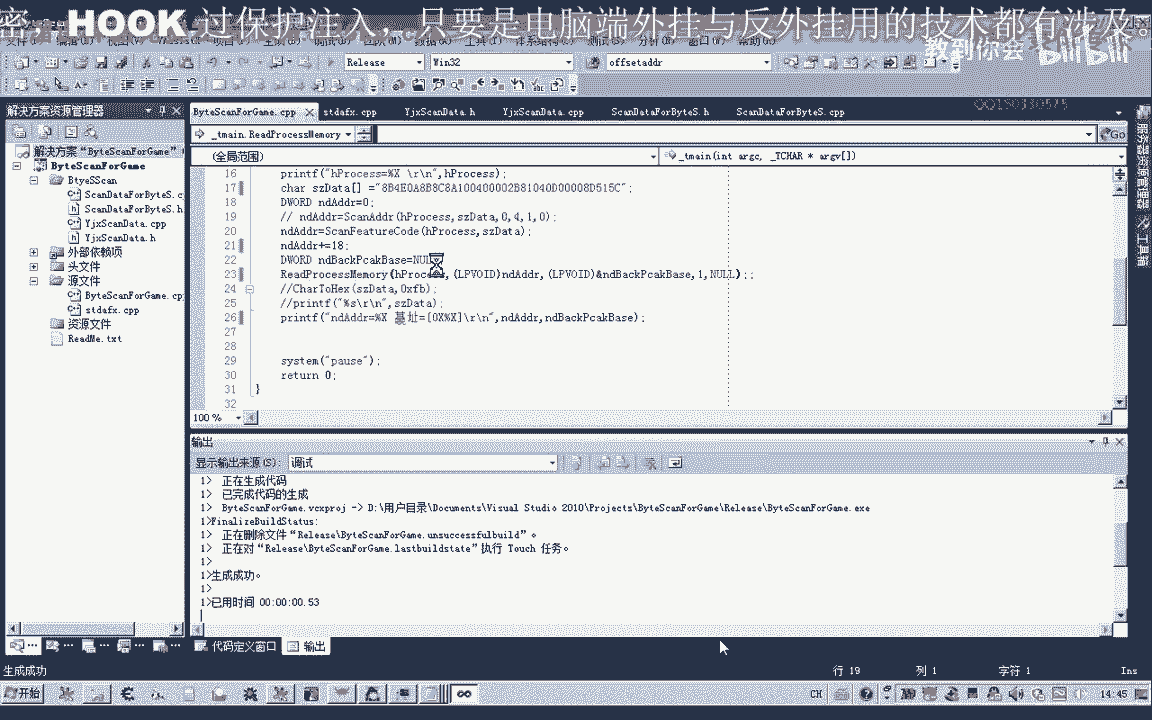 密，HOOK 过保护注入，只要是电脑端外挂与反外挂用的技术都有涉及。
教到你会 bilibili
Release Win32 offsetaddr
解决方案资源管理器
ByteScanForGame.cpp stdafx.cpp YjxScanData.h YjxScanData.cpp ScanDataForByteS.h ScanDataForByteS.cpp
_tmain.ReadProcessMemory Go
(全局范围) _tmain(int argc, _TCHAR * argv[])
解决方案“ByteScanForGame”
ByteScanForGame
BtyeSScan
ScanDataForByteS.c
ScanDataForByteS.h
YjxScanData.cpp
YjxScanData.h
外部依赖项
头文件
源文件
ByteScanForGame.cp
stdafx.cpp
资源文件
ReadMe.txt
16 printf("hProcess=%X \r\n",hProcess);
17 char szData[] ="8B4E0A8B8C8A100400002B81040D00008D515C";
18 DWORD ndAddr=0;
19 // ndAddr=ScanAddr(hProcess,szData,0,4,1,0);
20 ndAddr=ScanFeatureCode(hProcess,szData);
21 ndAddr+=18;
22 DWORD ndBackPcakBase=NUL
23 ReadProcessMemory(hProce,(LPVOID)ndAddr,(LPVOID)&ndBackPcakBase,1,NULL);;
24 //CharToHex(szData,0xfb);
25 //printf("%s\r\n",szData);
26 printf("ndAddr=%X 基址=[0X%X]\r\n",ndAddr,ndBackPcakBase);
27
28
29 system("pause");
30 return 0;
31 }
32
100 %
输出
显示输出来源(S): 调试
1> 正在生成代码
1> 已完成代码的生成
1> ByteScanForGame.vcxproj -> D:\用户目录\Documents\Visual Studio 2010\Projects\ByteScanForGame\Release\ByteScanForGame.exe
1>FinalizeBuildStatus:
1> 正在删除文件“Release\ByteScanForGame.unsuccessfulbuild”。
1> 正在对“Release\ByteScanForGame.lastbuildstate”执行 Touch 任务。
1>
1>生成成功。
1>
1>已用时间 00:00:00.53
代码定义窗口 输出
生成成功 行 19 列 1 字符 1 Ins
开始 CH 14:45
服务器资源管理器
工具箱